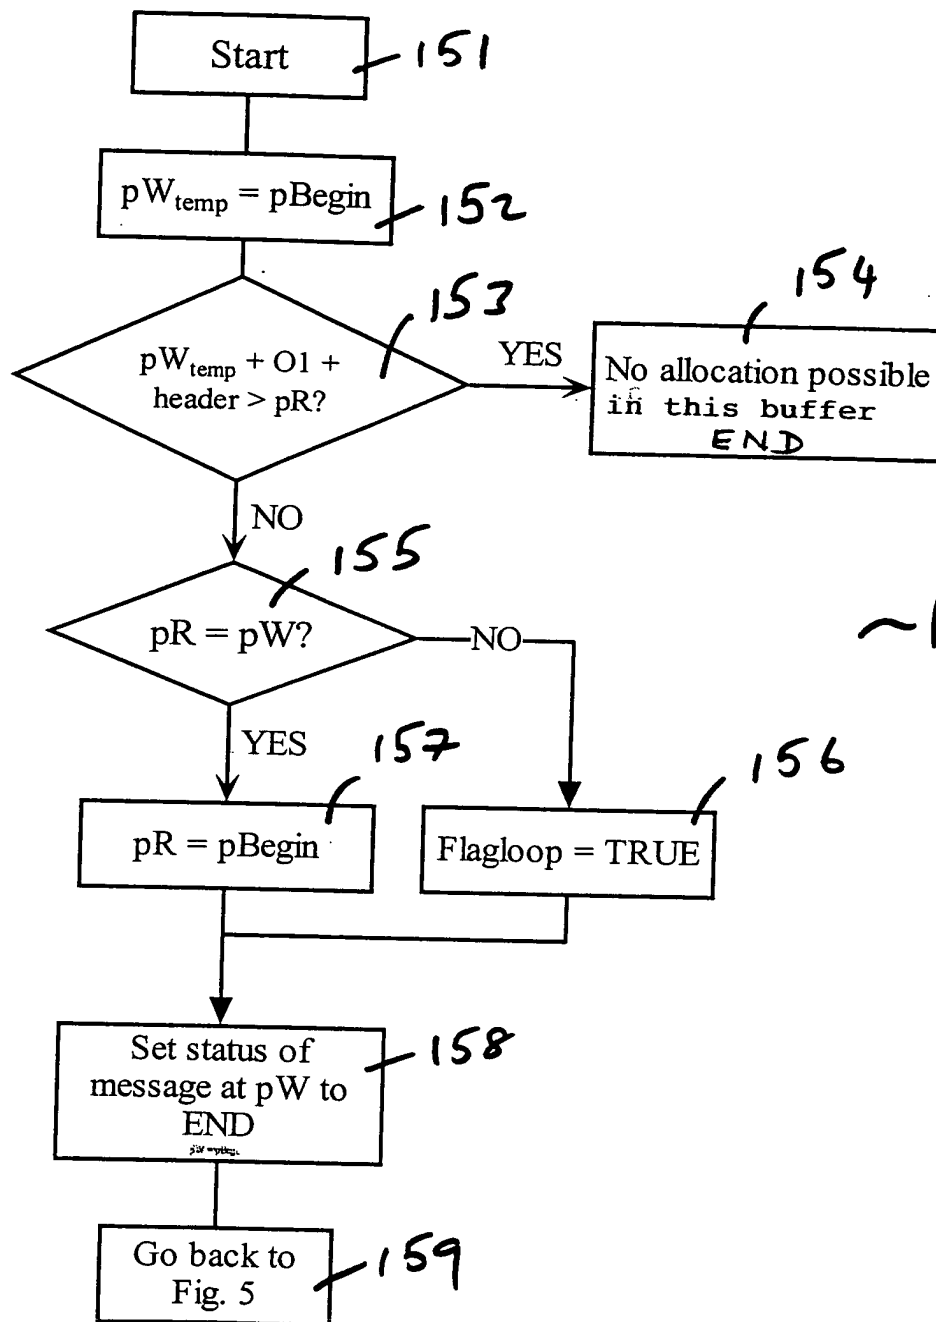 Start
151
pWtemp = pBegin
152
153
pWtemp + O1 +
header > pR?
YES
154
No allocation possible
in this buffer
END
NO
155
pR = pW?
NO
YES
157
pR = pBegin
156
Flagloop = TRUE
158
Set status of
message at pW to
END
Go back to
Fig. 5
159